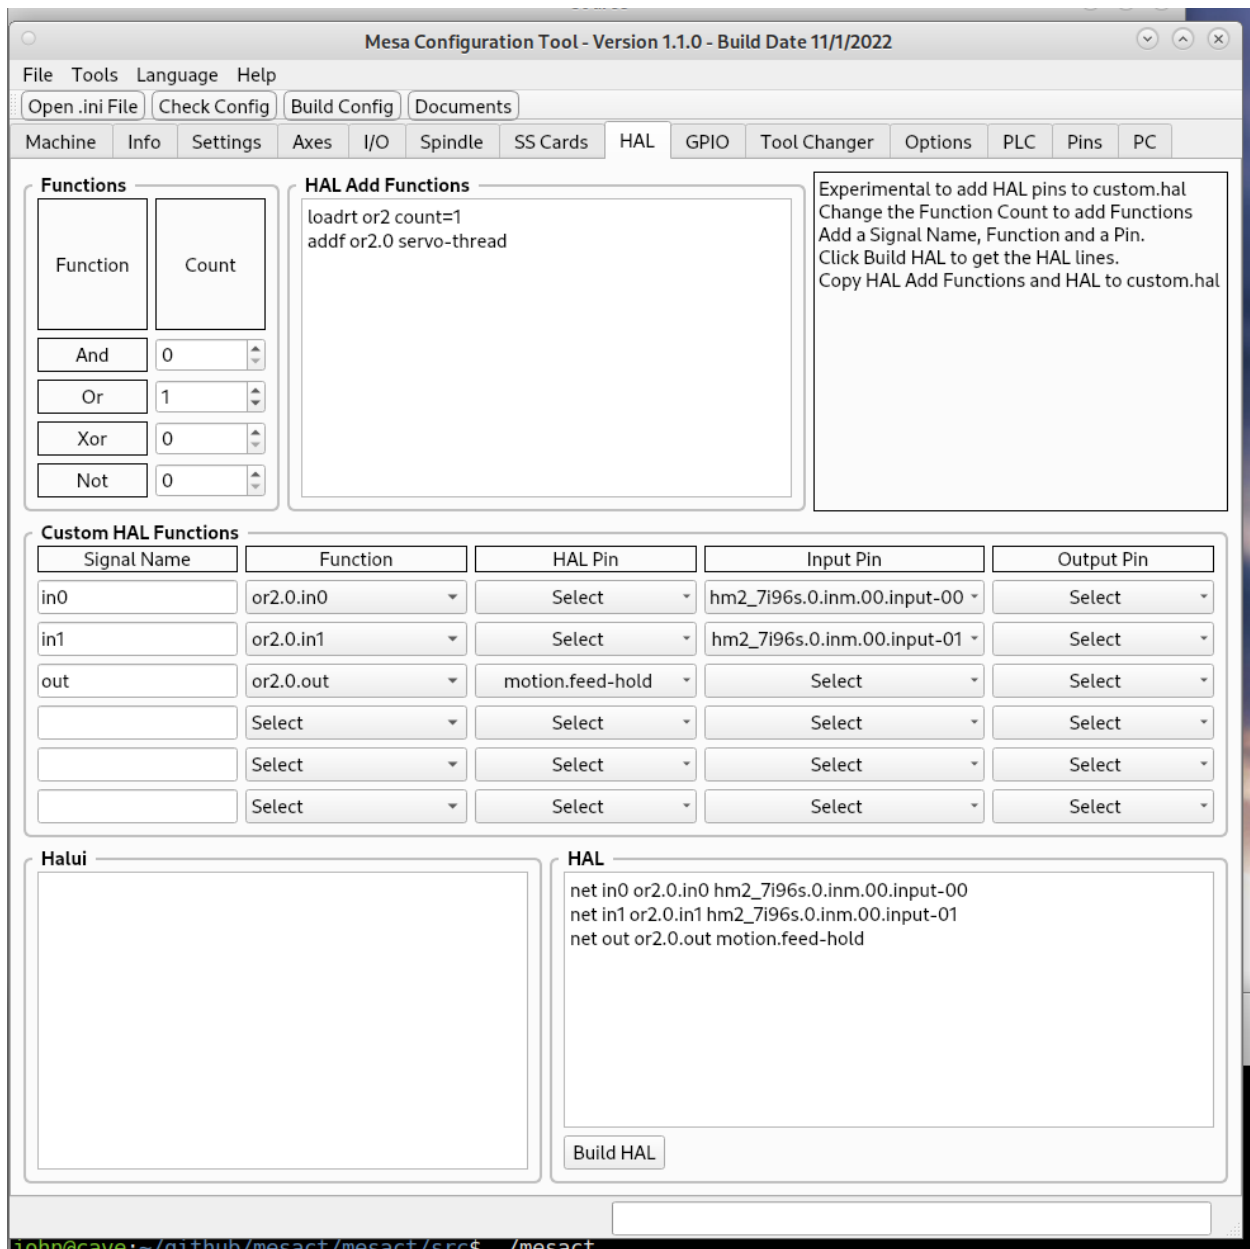 Mesa Configuration Tool - Version 1.1.0 - Build Date 11/1/2022
File Tools Language Help
Open .ini File Check Config Build Config Documents
Machine Info Settings Axes I/O Spindle SS Cards HAL GPIO Tool Changer Options PLC Pins PC
Functions
Function Count
And 0
Or 1
Xor 0
Not 0
HAL Add Functions
loadrt or2 count=1
addf or2.0 servo-thread
Experimental to add HAL pins to custom.hal
Change the Function Count to add Functions
Add a Signal Name, Function and a Pin.
Click Build HAL to get the HAL lines.
Copy HAL Add Functions and HAL to custom.hal
Custom HAL Functions
Signal Name Function HAL Pin Input Pin Output Pin
in0 or2.0.in0 Select hm2_7i96s.0.inm.00.input-00 Select
in1 or2.0.in1 Select hm2_7i96s.0.inm.00.input-01 Select
out or2.0.out motion.feed-hold Select Select
Select Select Select Select
Select Select Select Select
Select Select Select Select
Halui
HAL
net in0 or2.0.in0 hm2_7i96s.0.inm.00.input-00
net in1 or2.0.in1 hm2_7i96s.0.inm.00.input-01
net out or2.0.out motion.feed-hold
Build HAL
john@cave:~/github/mesact/mesact/src$ ./mesact